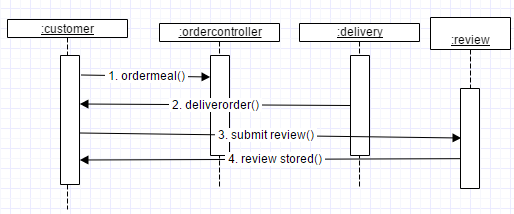 :customer
:ordercontroller
:delivery
:review
1. ordermeal()
2. deliverorder()
3. submit review()
4. review stored()